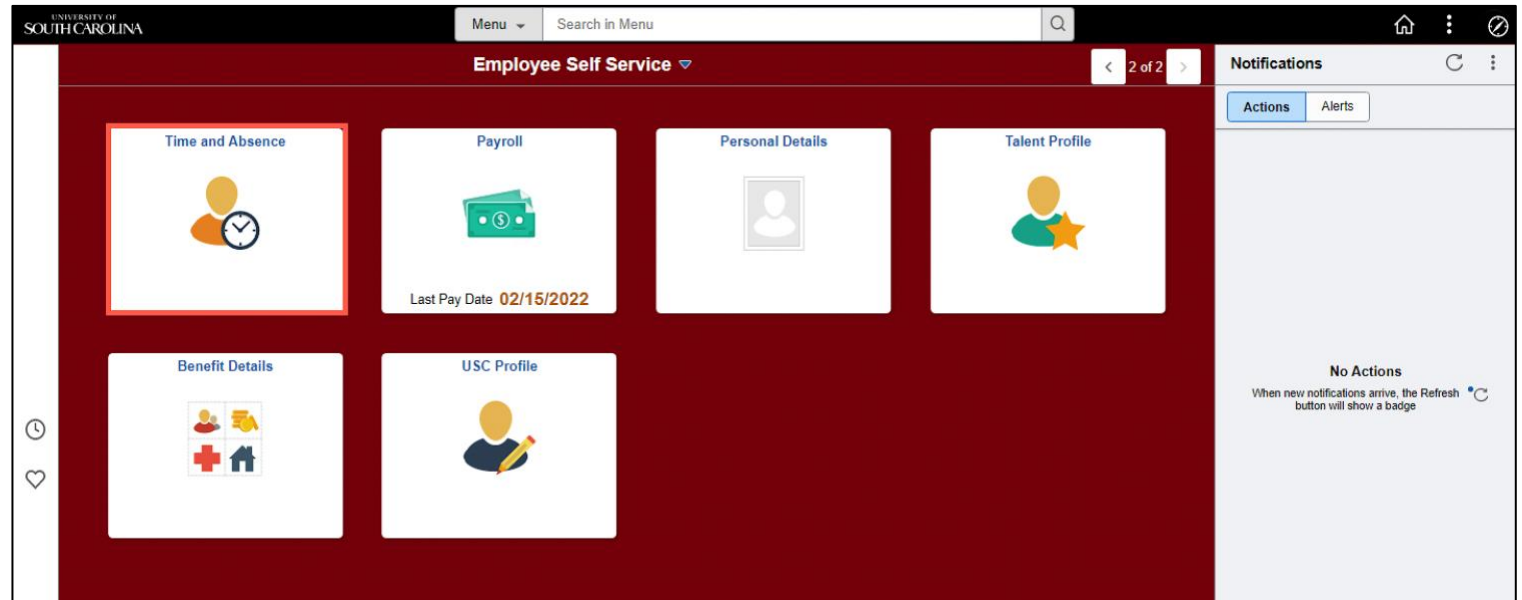 UNIVERSITY OF
SOUTH CAROLINA
Menu
Search in Menu
Employee Self Service
2 of 2
Notifications
Actions
Alerts
Time and Absence
Payroll
Personal Details
Talent Profile
$
Last Pay Date 02/15/2022
Benefit Details
USC Profile
No Actions
When new notifications arrive, the Refresh
button will show a badge